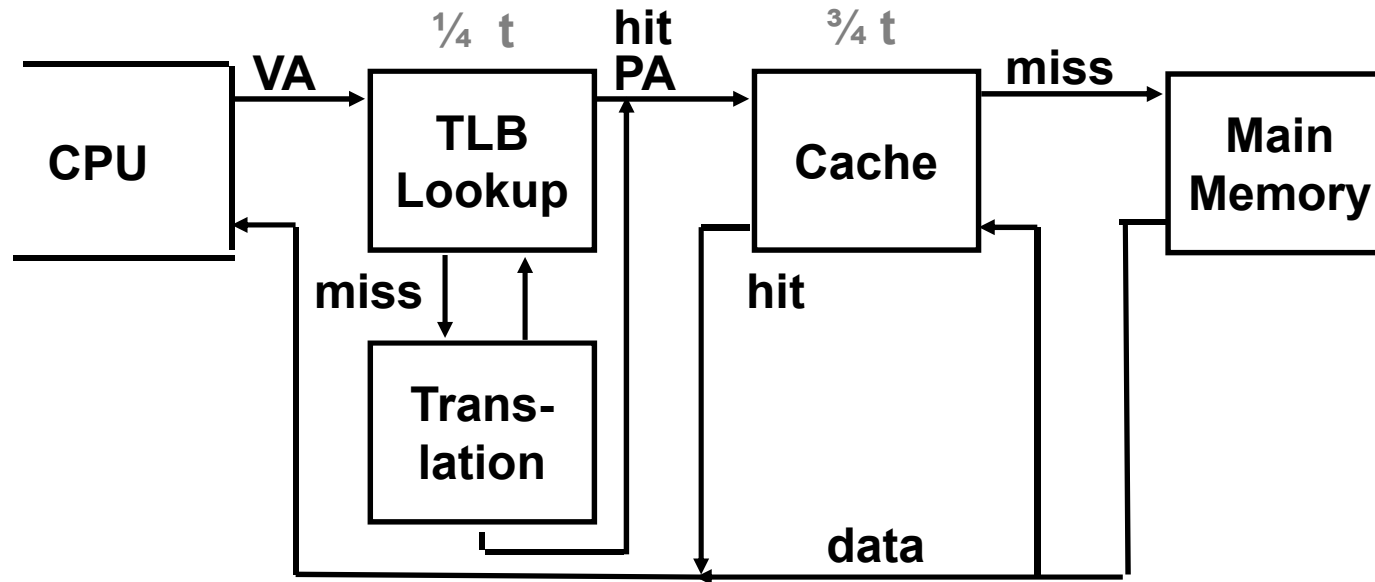 ¼ t
hit
¾ t
VA
PA
miss
CPU
TLB
Lookup
Cache
Main
Memory
miss
hit
Trans-
lation
data